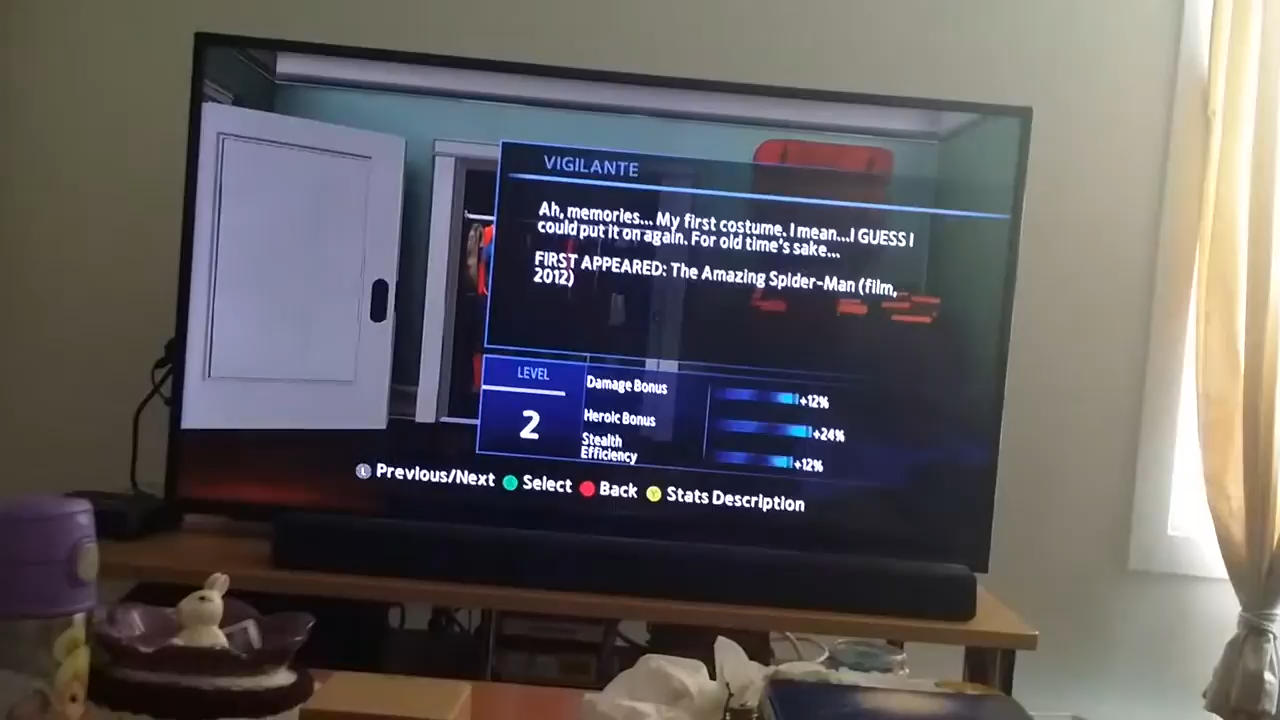 VIGILANTE
Ah, memories... My first costume. I mean...I GUESS I
could put it on again. For old time's sake...
FIRST APPEARED: The Amazing Spider-Man (film,
2012)
LEVEL
2
Damage Bonus +12%
Heroic Bonus +24%
Stealth
Efficiency +12%
L Previous/Next Select Back Y Stats Description